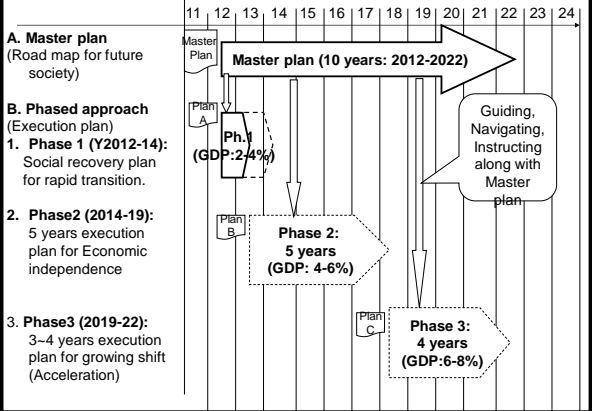 11 12 13 14 15 16 17 18 19 20 21 22 23 24
A. Master plan
(Road map for future
society)
Master
Plan
Master plan (10 years: 2012-2022)
B. Phased approach
(Execution plan)
1. Phase 1 (Y2012-14):
Social recovery plan
for rapid transition.
Plan
A
Ph.1
(GDP:2-4%)
Guiding,
Navigating,
Instructing
along with
Master
plan
2. Phase2 (2014-19):
5 years execution
plan for Economic
independence
Plan
B
Phase 2:
5 years
(GDP: 4-6%)
3. Phase3 (2019-22):
3~4 years execution
plan for growing shift
(Acceleration)
Plan
C
Phase 3:
4 years
(GDP:6-8%)